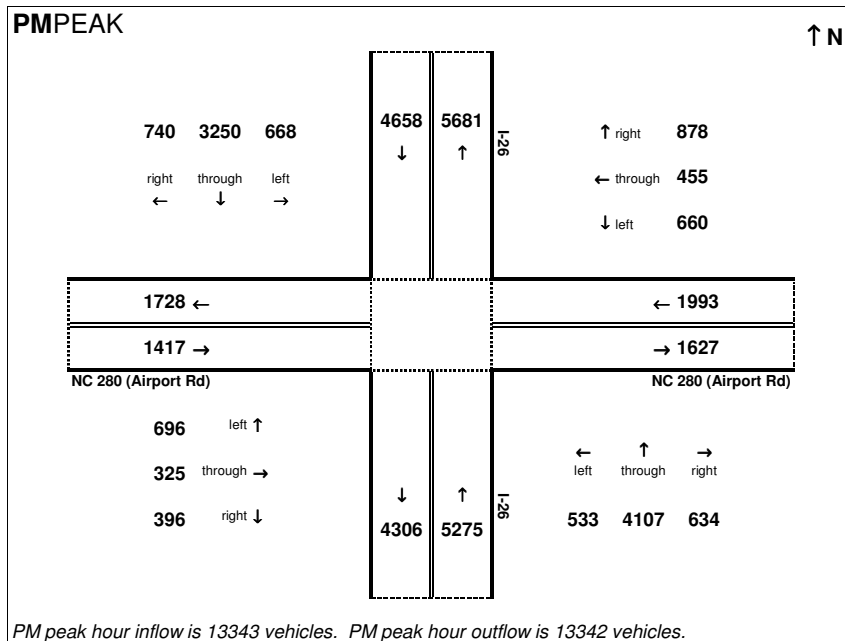 PMPEAK
↑ N
740 3250 668
right through left
← ↓ →
4658 5681
↓ ↑
I-26
↑ right 878
← through 455
↓ left 660
1728 ←
← 1993
1417 →
→ 1627
NC 280 (Airport Rd)
NC 280 (Airport Rd)
696 left ↑
325 through →
396 right ↓
↓ ↑
4306 5275
I-26
← ↑ →
left through right
533 4107 634
PM peak hour inflow is 13343 vehicles. PM peak hour outflow is 13342 vehicles.